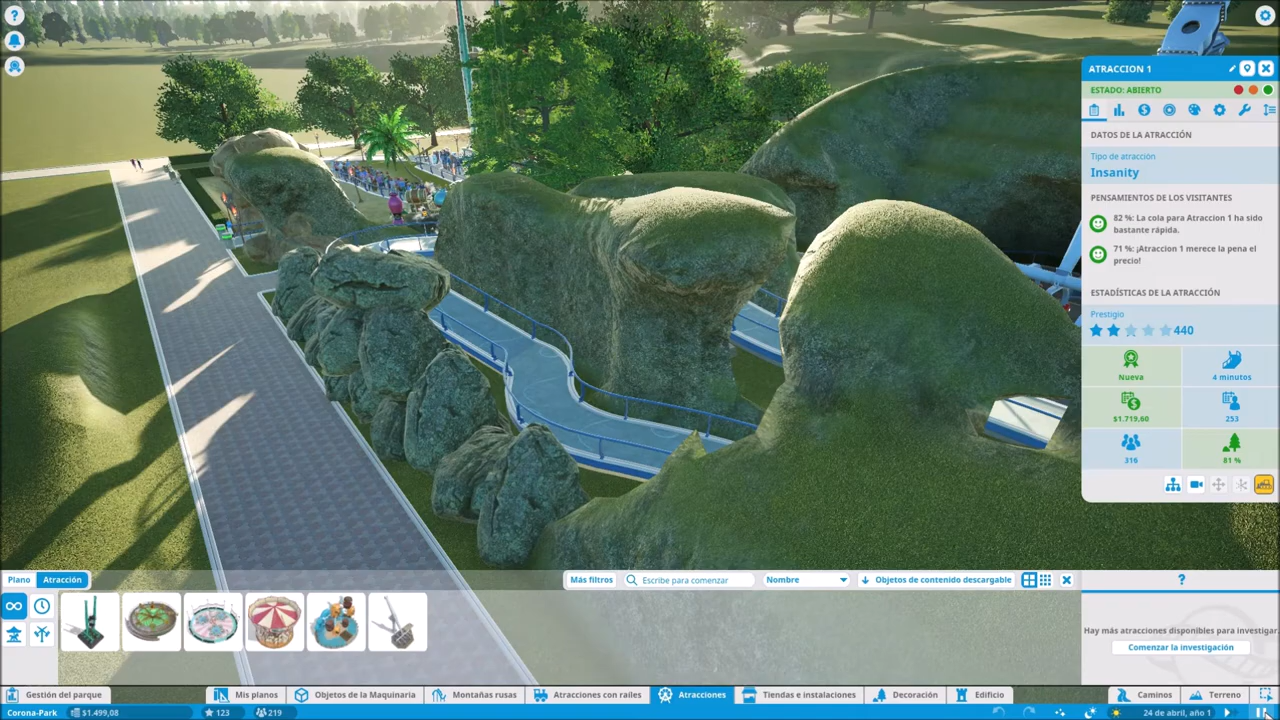 ATRACCION 1
ESTADO: ABIERTO
DATOS DE LA ATRACCIÓN
Tipo de atracción
Insanity
PENSAMIENTOS DE LOS VISITANTES
82 %: La cola para Atraccion 1 ha sido
bastante rápida.
71 %: ¡Atraccion 1 merece la pena el
precio!
ESTADÍSTICAS DE LA ATRACCIÓN
Prestigio
440
Nueva
4 minutos
$1.719,60
253
316
81 %
Plano
Atracción
Más filtros
Escribe para comenzar
Nombre
Objetos de contenido descargable
?
Hay más atracciones disponibles para investigar
Comenzar la investigación
Gestión del parque
Mis planos
Objetos de la Maquinaria
Montañas rusas
Atracciones con raíles
Atracciones
Tiendas e instalaciones
Decoración
Edificio
Caminos
Terreno
Corona-Park
$1.499,08
123
219
24 de abril, año 1